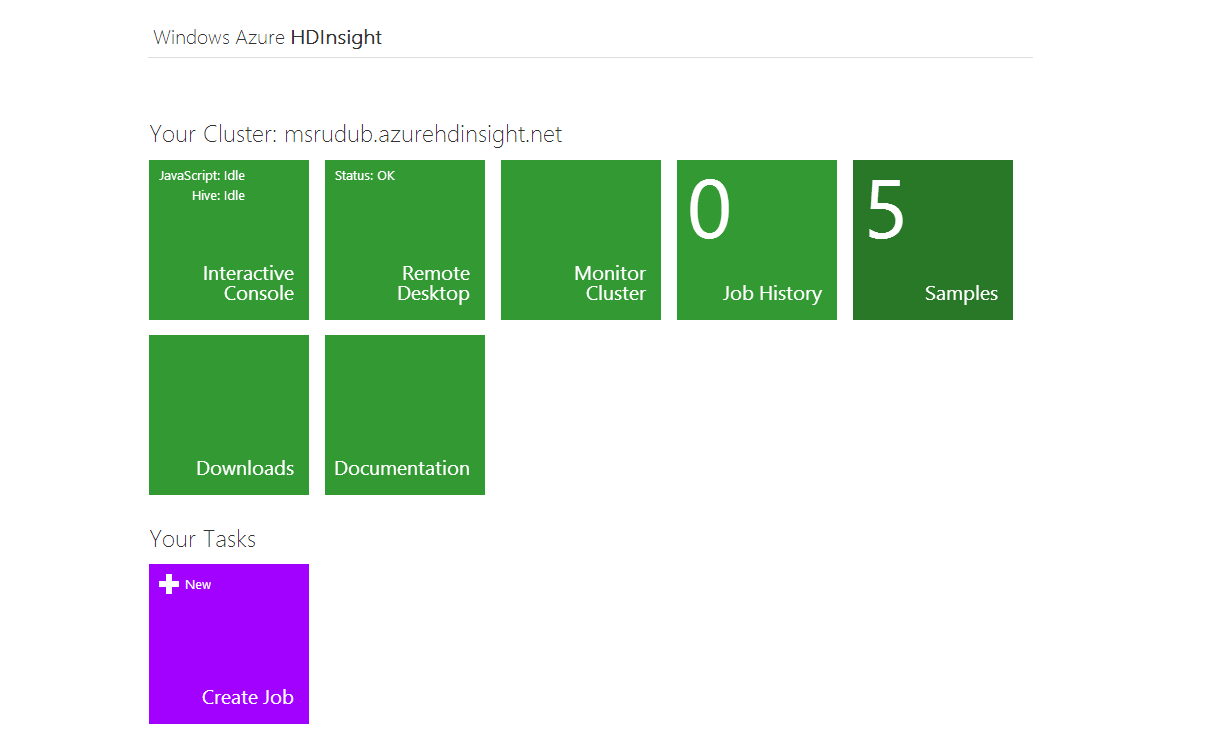 Windows Azure HDInsight
Your Cluster: msrudub.azurehdinsight.net
JavaScript: Idle
Hive: Idle
Interactive
Console
Status: OK
Remote
Desktop
Monitor
Cluster
0
Job History
5
Samples
Downloads
Documentation
Your Tasks
New
Create Job